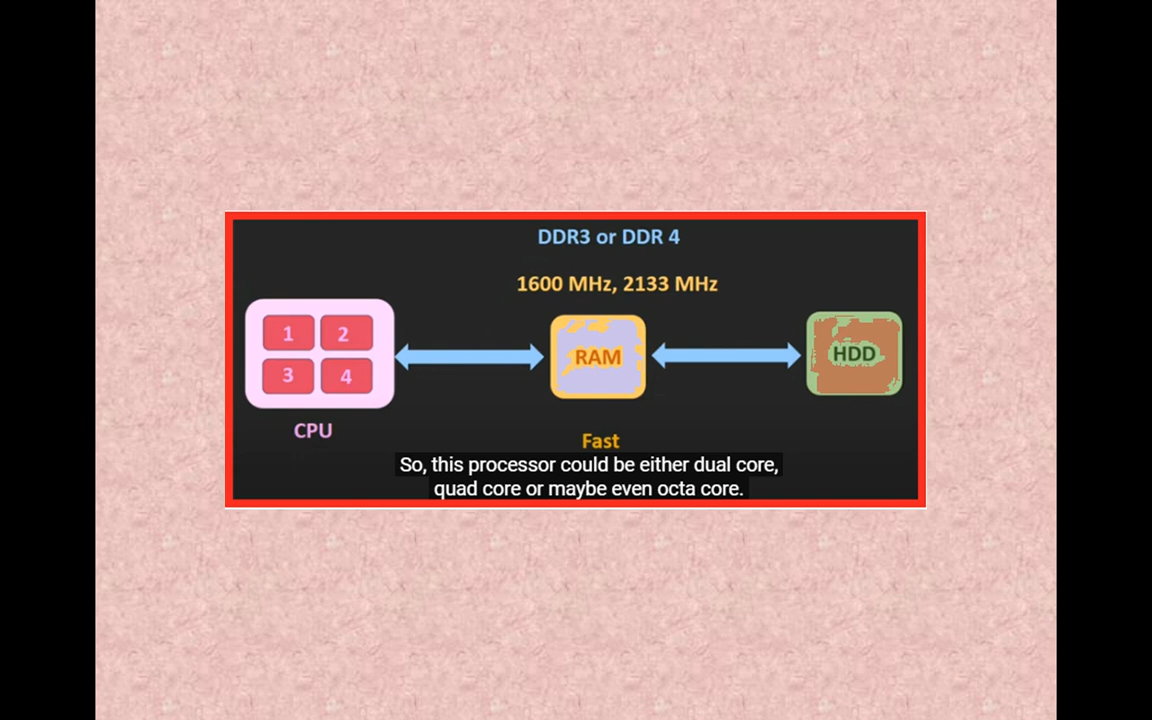 DDR3 or DDR 4
1600 MHz, 2133 MHz
1 2
3 4
RAM
HDD
CPU
Fast
So, this processor could be either dual core,
quad core or maybe even octa core.